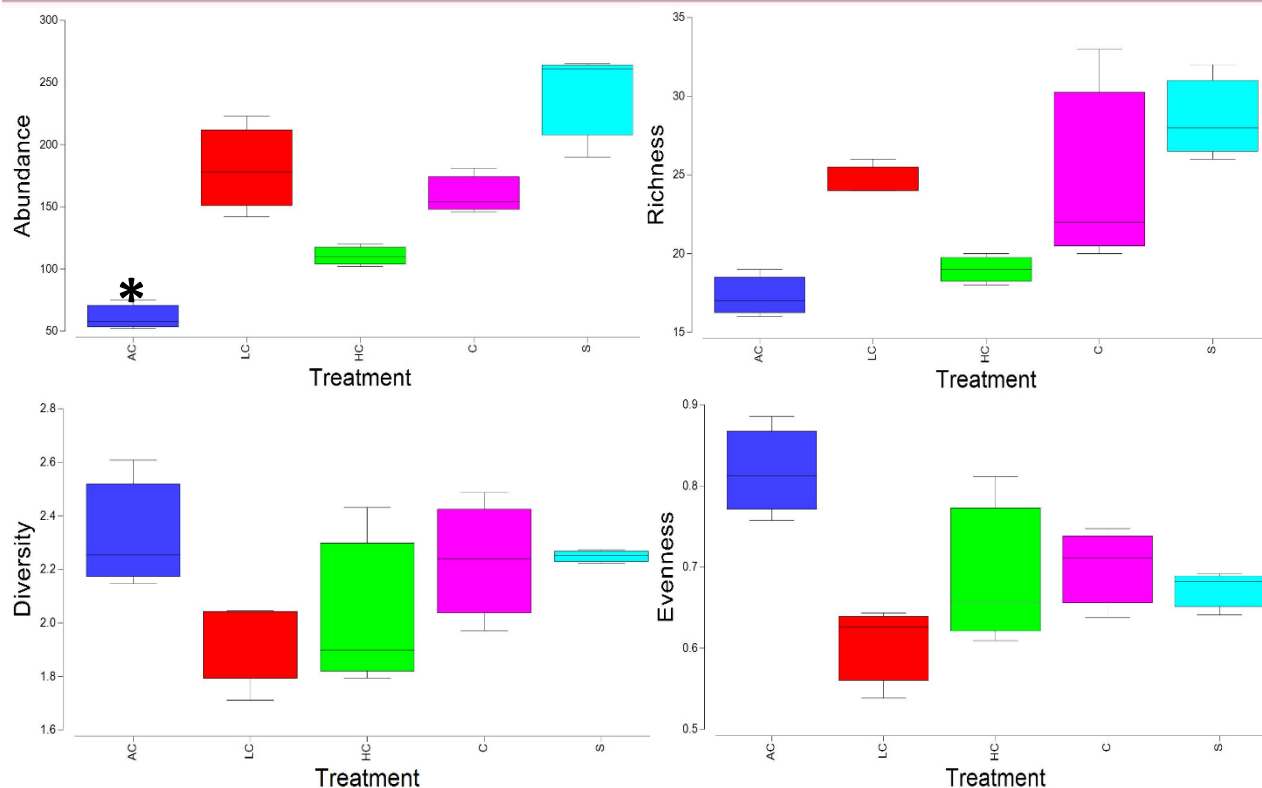 Abundance
300
250
200
150
100
50
*
AC
LC
HC
C
S
Treatment
Richness
35
30
25
20
15
AC
LC
HC
C
S
Treatment
Diversity
2.8
2.6
2.4
2.2
2.0
1.8
1.6
AC
LC
HC
C
S
Treatment
Evenness
0.9
0.8
0.7
0.6
0.5
AC
LC
HC
C
S
Treatment